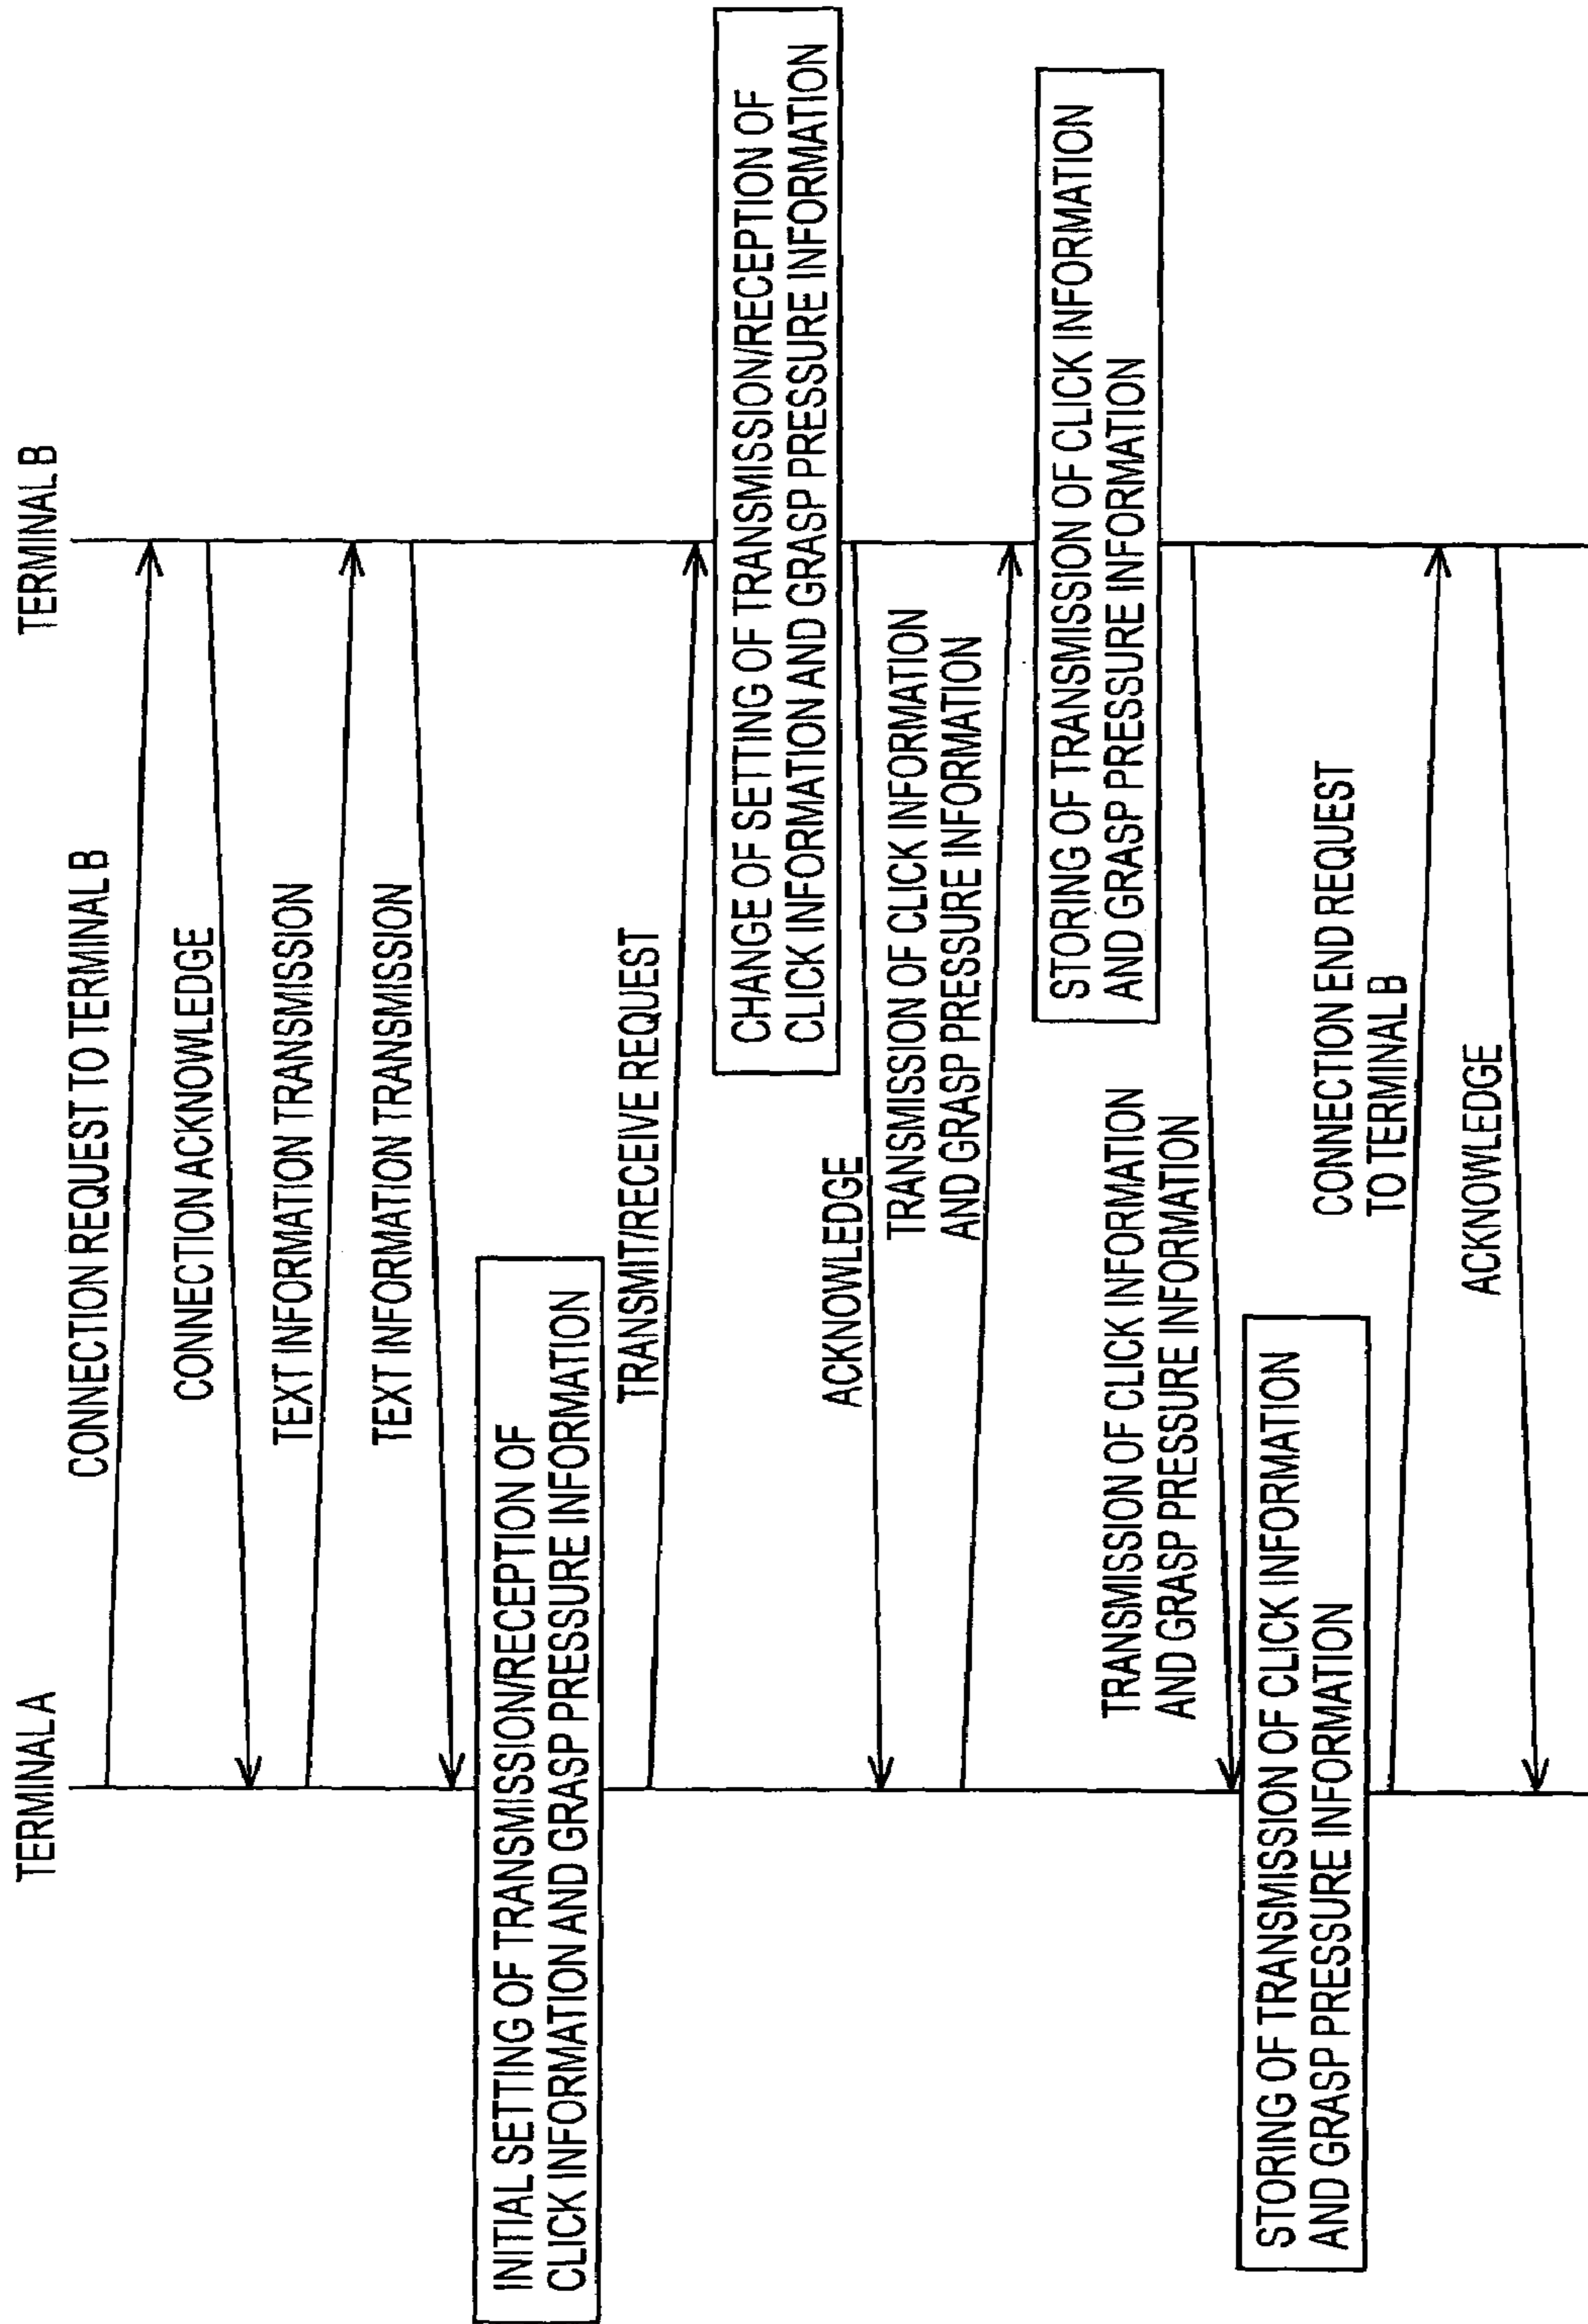 TERMINAL A
TERMINAL B
CONNECTION REQUEST TO TERMINAL B
CONNECTION ACKNOWLEDGE
TEXT INFORMATION TRANSMISSION
TEXT INFORMATION TRANSMISSION
INITIAL SETTING OF TRANSMISSION/RECEPTION OF
CLICK INFORMATION AND GRASP PRESSURE INFORMATION
TRANSMIT/RECEIVE REQUEST
CHANGE OF SETTING OF TRANSMISSION/RECEPTION OF
CLICK INFORMATION AND GRASP PRESSURE INFORMATION
ACKNOWLEDGE
TRANSMISSION OF CLICK INFORMATION
AND GRASP PRESSURE INFORMATION
STORING OF TRANSMISSION OF CLICK INFORMATION
AND GRASP PRESSURE INFORMATION
TRANSMISSION OF CLICK INFORMATION
AND GRASP PRESSURE INFORMATION
STORING OF TRANSMISSION OF CLICK INFORMATION
AND GRASP PRESSURE INFORMATION
CONNECTION END REQUEST
TO TERMINAL B
ACKNOWLEDGE